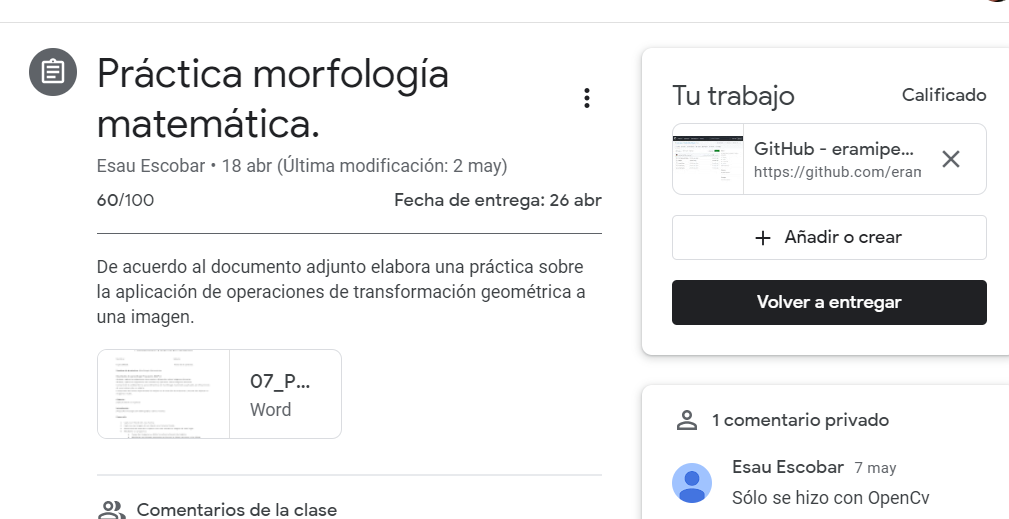 Práctica morfología
matemática.
Esau Escobar • 18 abr (Última modificación: 2 may)
60/100
Fecha de entrega: 26 abr
De acuerdo al documento adjunto elabora una práctica sobre
la aplicación de operaciones de transformación geométrica a
una imagen.
07_P...
Word
Comentarios de la clase
Tu trabajo
Calificado
GitHub - eramipe...
https://github.com/eram
Añadir o crear
Volver a entregar
1 comentario privado
Esau Escobar 7 may
Sólo se hizo con OpenCv